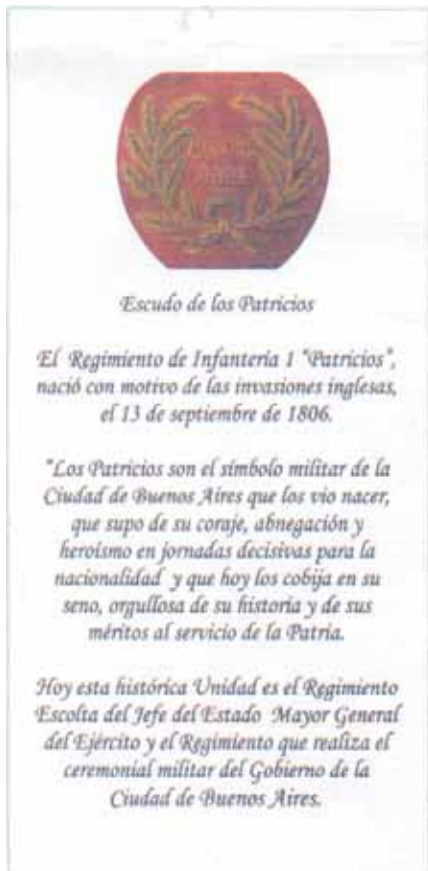 Escudo de los Patricios
El Regimiento de Infantería 1 "Patricios",
nació con motivo de las invasiones inglesas,
el 13 de septiembre de 1806.
"Los Patricios son el símbolo militar de la
Ciudad de Buenos Aires que los vio nacer,
que supo de su coraje, abnegación y
heroísmo en jornadas decisivas para la
nacionalidad y que hoy los cobija en su
seno, orgullosa de su historia y de sus
méritos al servicio de la Patria.
Hoy esta histórica Unidad es el Regimiento
Escolta del Jefe del Estado Mayor General
del Ejército y el Regimiento que realiza el
ceremonial militar del Gobierno de la
Ciudad de Buenos Aires.